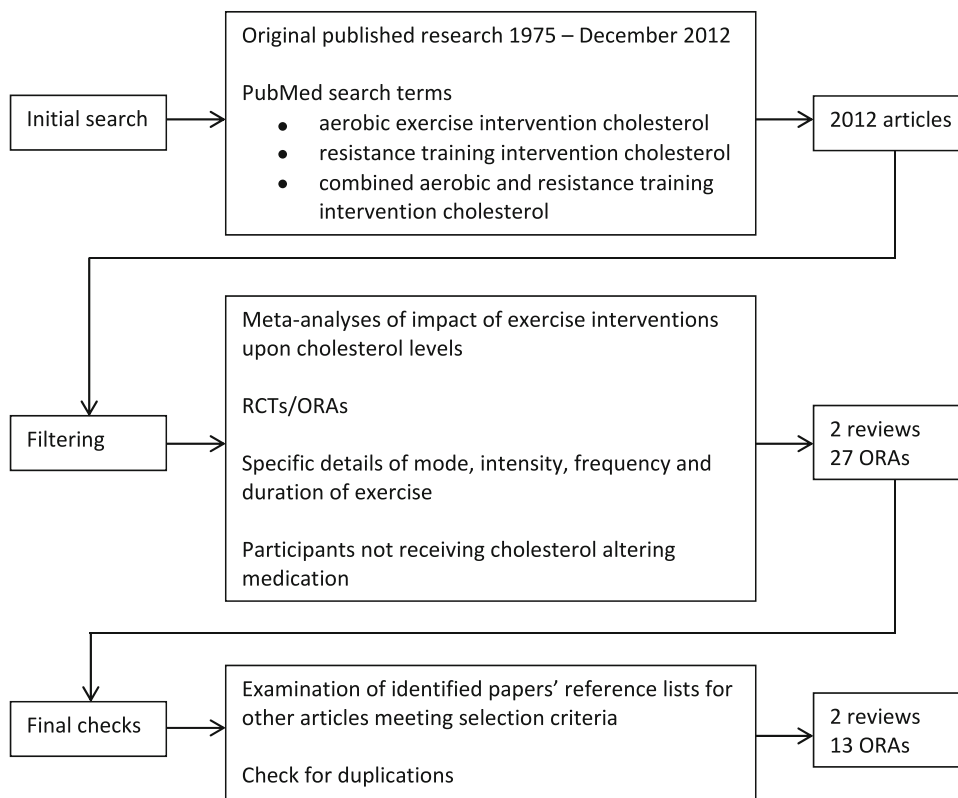 Original published research 1975 – December 2012
PubMed search terms
Initial search
● aerobic exercise intervention cholesterol
● resistance training intervention cholesterol
● combined aerobic and resistance training
intervention cholesterol
2012 articles
Meta-analyses of impact of exercise interventions
upon cholesterol levels
RCTs/ORAs
Filtering
Specific details of mode, intensity, frequency and
duration of exercise
Participants not receiving cholesterol altering
medication
2 reviews
27 ORAs
Final checks
Examination of identified papers’ reference lists for
other articles meeting selection criteria
Check for duplications
2 reviews
13 ORAs